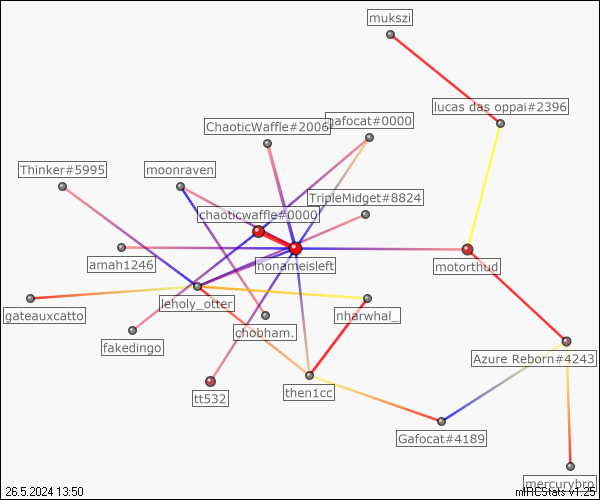 mukszi
lucas das oppai#2396
ChaoticWaffle#2006
gafocat#0000
Thinker#5995
moonraven
TripleMidget#8824
chaoticwaffle#0000
amah1246
honameisleft
motorthud
leholy_otter
gateauxcatto
chobham.
nharwhal_
fakedingo
Azure Reborn#4243
then1cc
tt532
Gafocat#4189
mercurybro
26.5.2024 13:50
mIRCStats v1.25